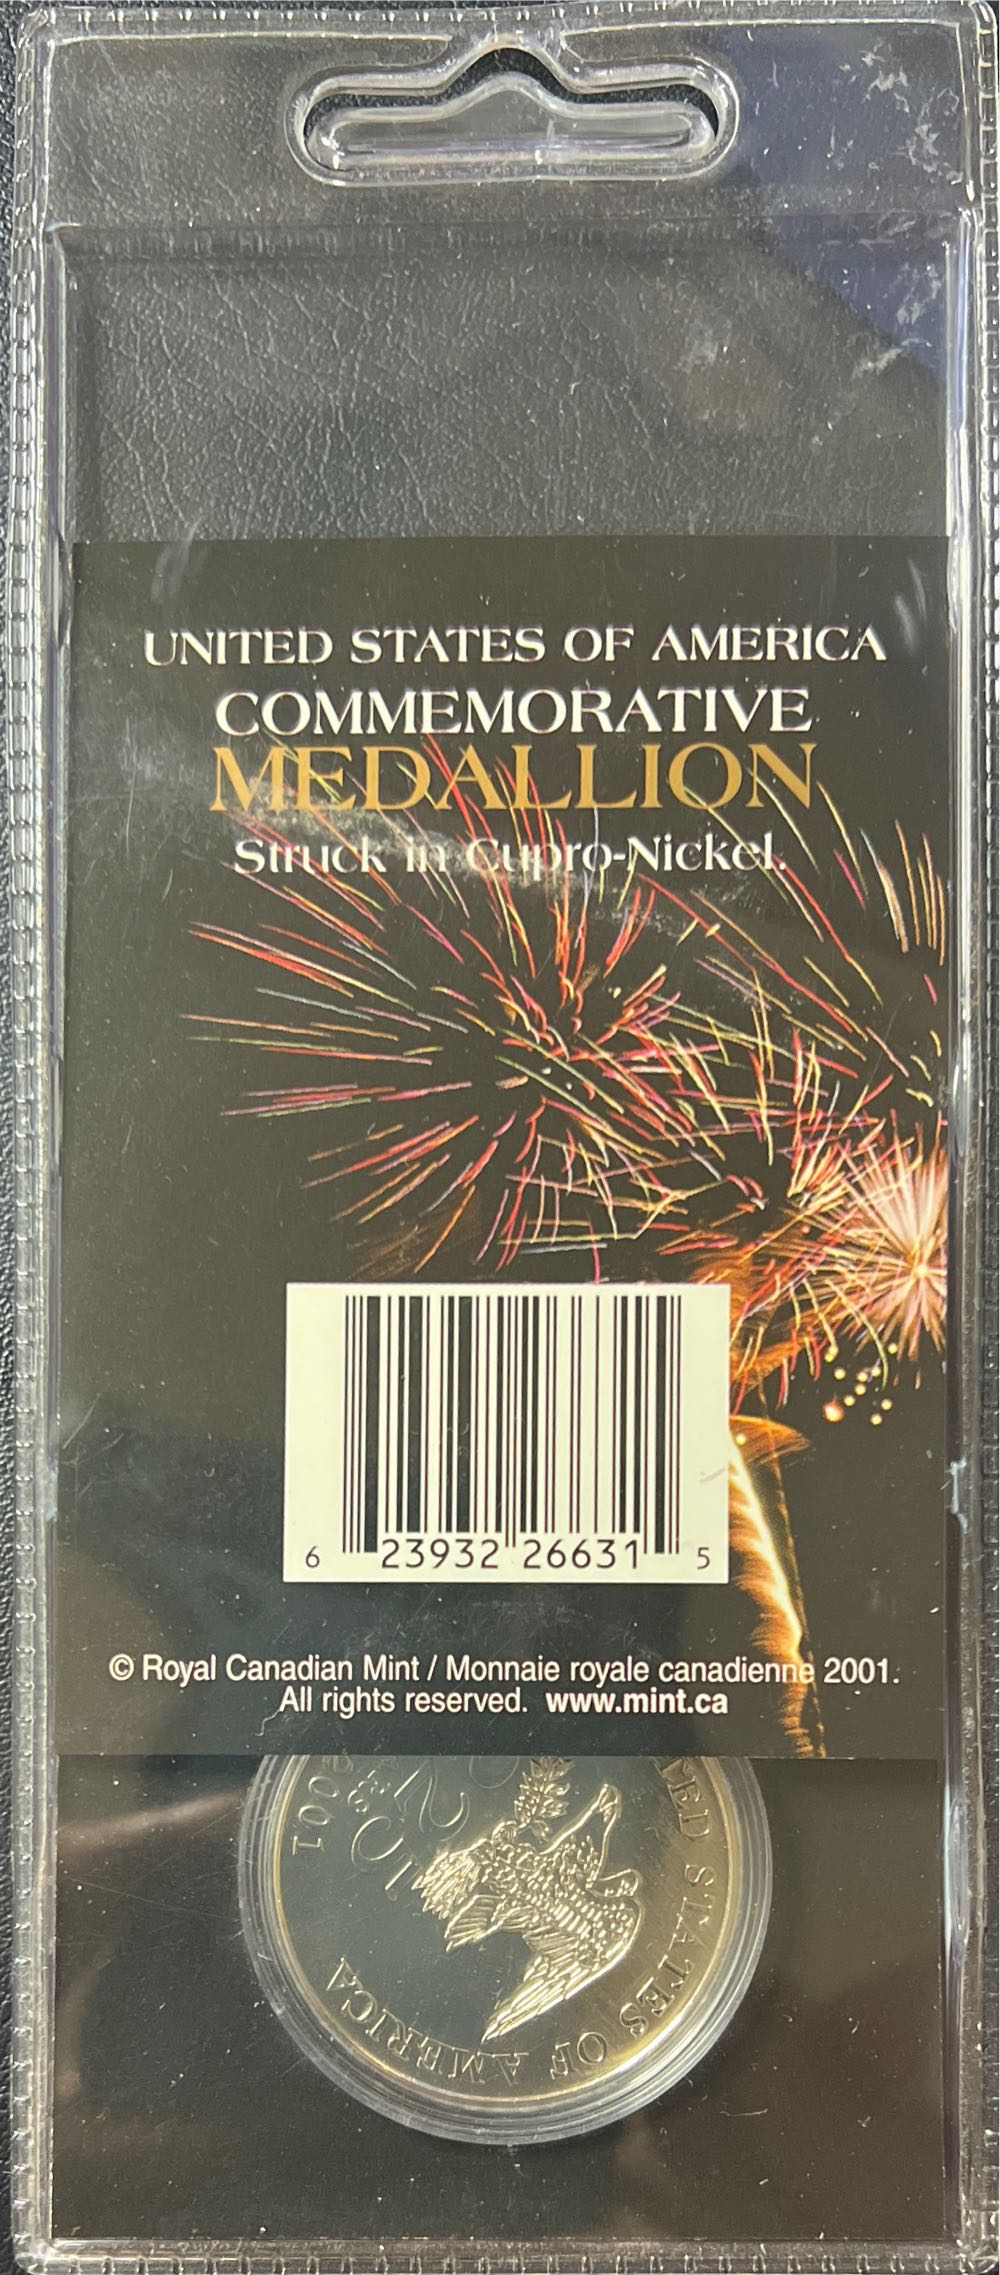 UNITED STATES OF AMERICA
COMMEMORATIVE
MEDALLION
Struck in Cupro-Nickel.
6 23932 26631 5
© Royal Canadian Mint / Monnaie royale canadienne 2001.
All rights reserved. www.mint.ca
2001
STATES OF AMERICA